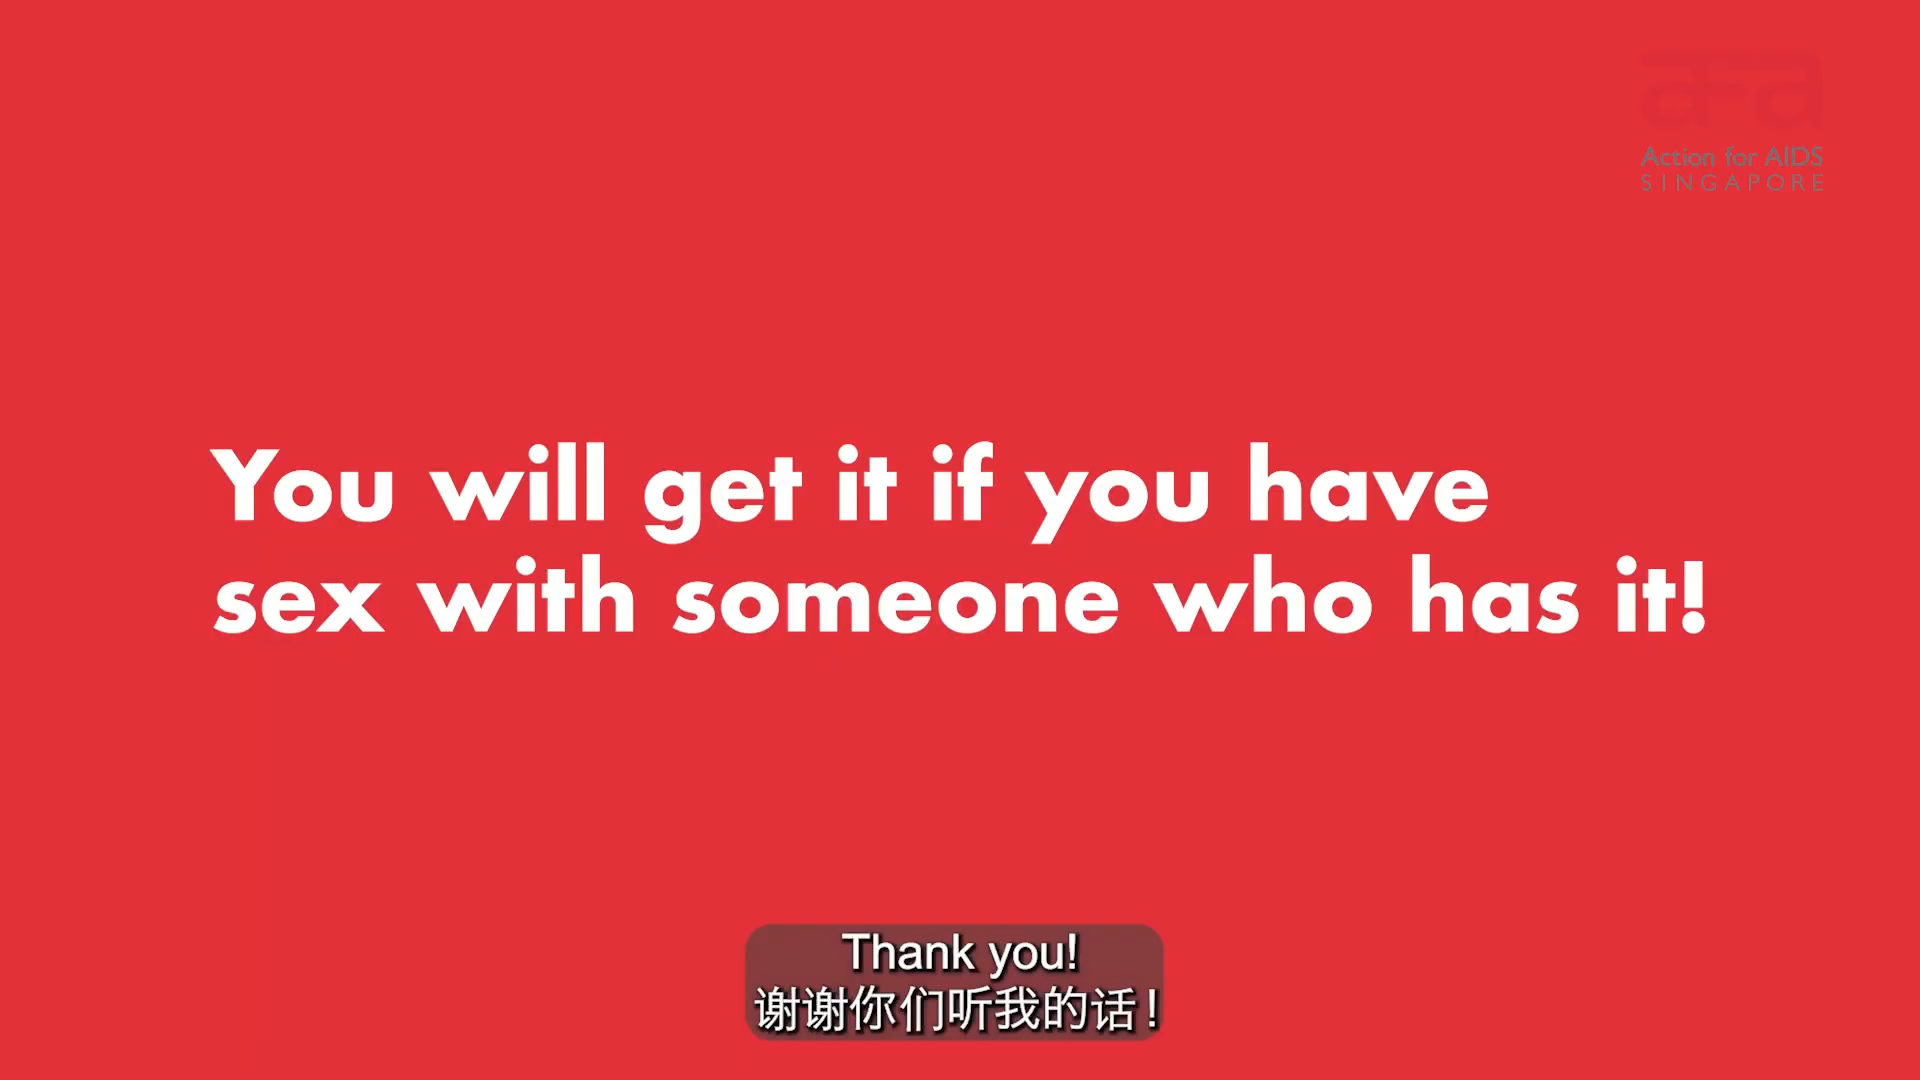 afa
Action for AIDS
SINGAPORE
You will get it if you have
sex with someone who has it!
Thank you!
谢谢你们听我的话！